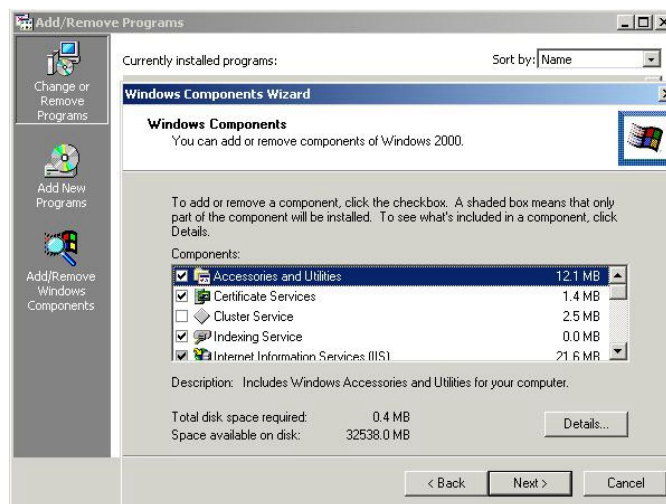 Add/Remove Programs
Change or
Remove
Programs
Add New
Programs
Add/Remove
Windows
Components
Currently installed programs:
Sort by: Name
Windows Components Wizard
Windows Components
You can add or remove components of Windows 2000.
To add or remove a component, click the checkbox. A shaded box means that only
part of the component will be installed. To see what's included in a component, click
Details.
Components:
Accessories and Utilities 12.1 MB
Certificate Services 1.4 MB
Cluster Service 2.5 MB
Indexing Service 0.0 MB
Internet Information Services (IIS) 21.6 MB
Description: Includes Windows Accessories and Utilities for your computer.
Total disk space required: 0.4 MB
Space available on disk: 32538.0 MB
Details...
< Back Next > Cancel